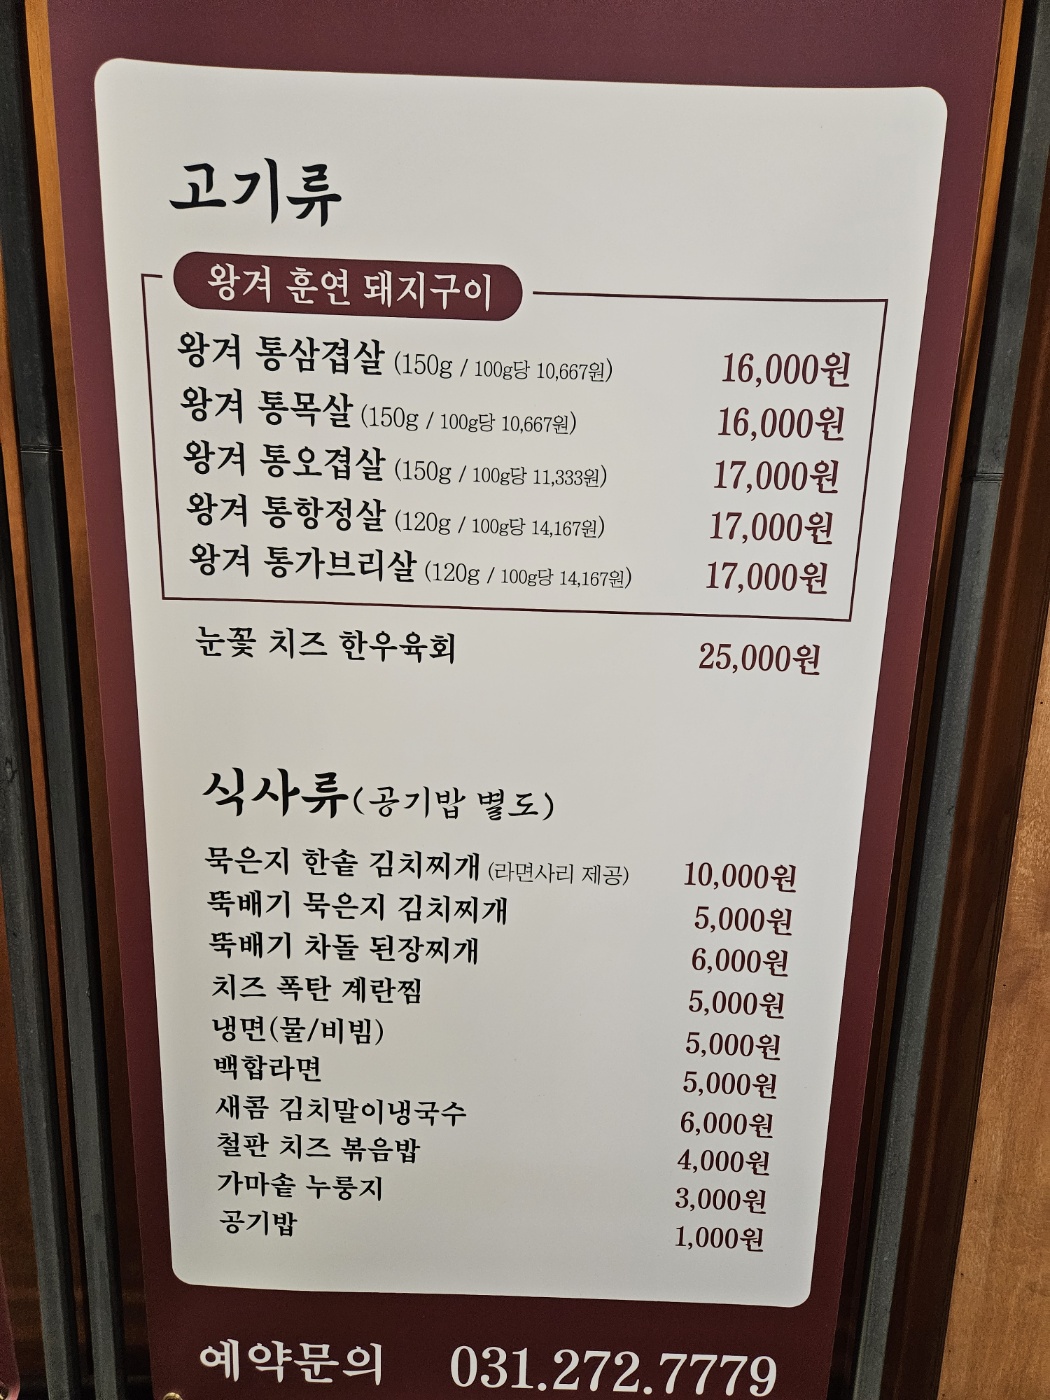 고기류
왕겨 훈연 돼지구이
왕겨 통삼겹살 (150g / 100g당 10,667원) 16,000원
왕겨 통목살 (150g / 100g당 10,667원) 16,000원
왕겨 통오겹살 (150g / 100g당 11,333원) 17,000원
왕겨 통항정살 (120g / 100g당 14,167원) 17,000원
왕겨 통가브리살 (120g / 100g당 14,167원) 17,000원
눈꽃 치즈 한우육회 25,000원
식사류(공기밥 별도)
묵은지 한솥 김치찌개 (라면사리 제공) 10,000원
뚝배기 묵은지 김치찌개 5,000원
뚝배기 차돌 된장찌개 6,000원
치즈 폭탄 계란찜 5,000원
냉면(물/비빔) 5,000원
백합라면 5,000원
새콤 김치말이냉국수 6,000원
철판 치즈 볶음밥 4,000원
가마솥 누룽지 3,000원
공기밥 1,000원
예약문의 031.272.7779